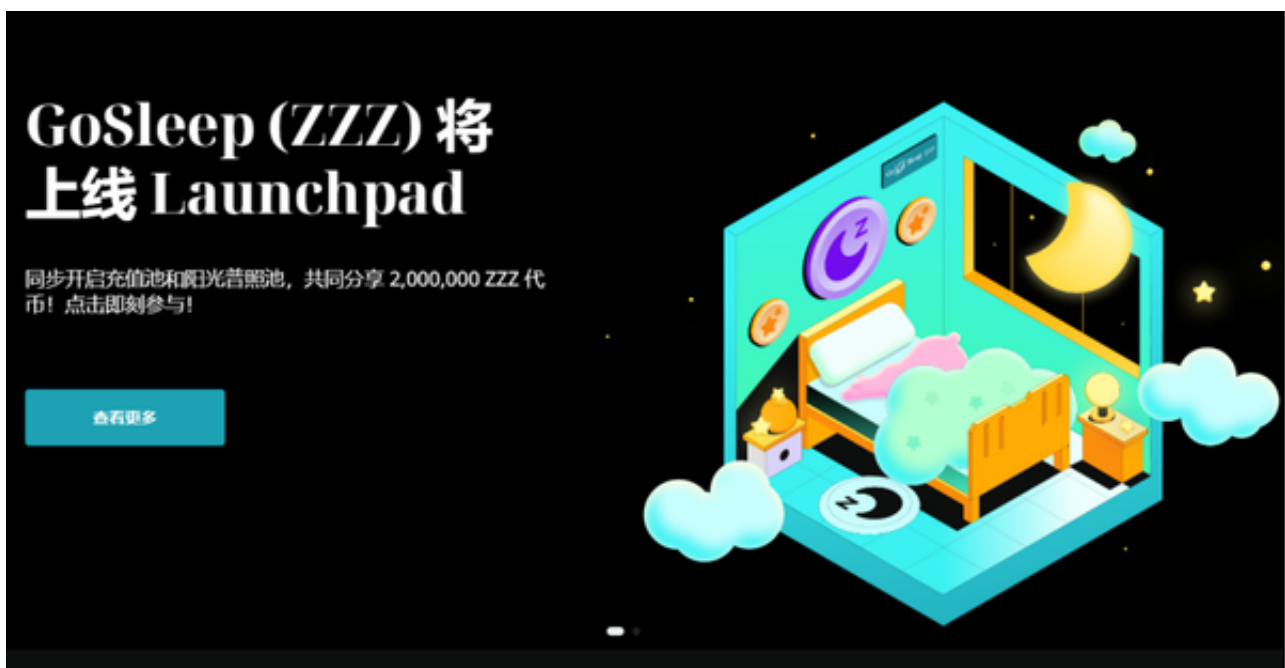 GoSleep (ZZZ) 将
上线 Launchpad
同步开启充值池和阳光普照池，共同分享 2,000,000 ZZZ 代
币！点击即刻参与！
查看更多
Z
Z